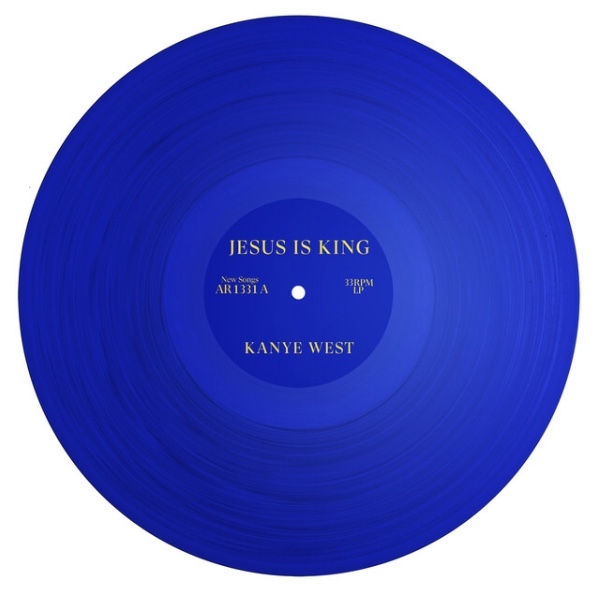 JESUS IS KING
New Songs
AR 1331 A
33RPM
LP
KANYE WEST